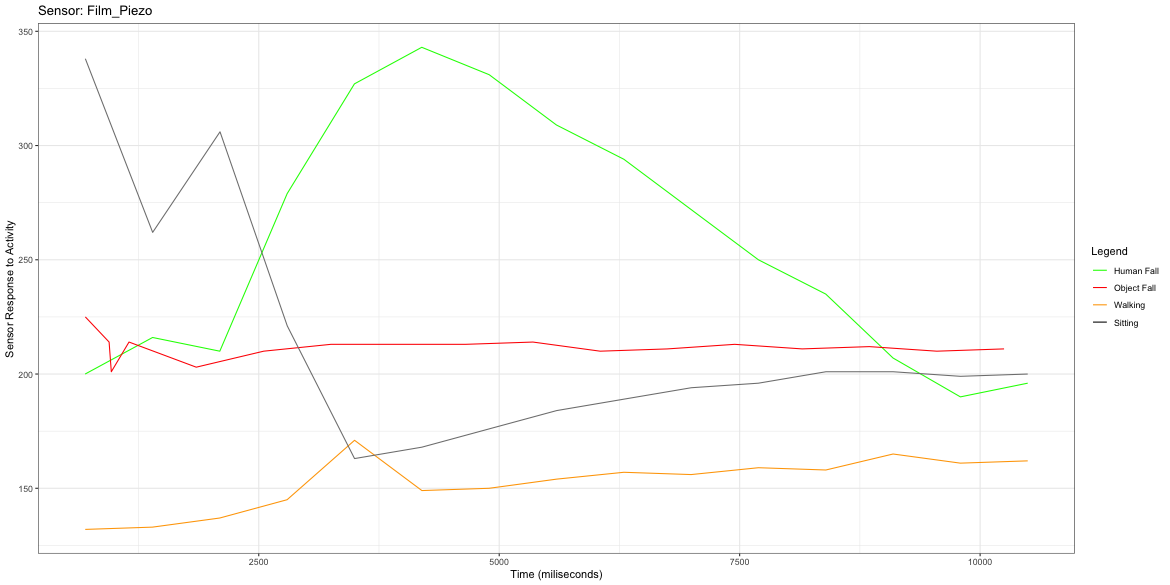 Sensor: Film_Piezo
350
300
250
200
150
Sensor Response to Activity
2500
5000
7500
10000
Time (miliseconds)
Legend
Human Fall
Object Fall
Walking
Sitting